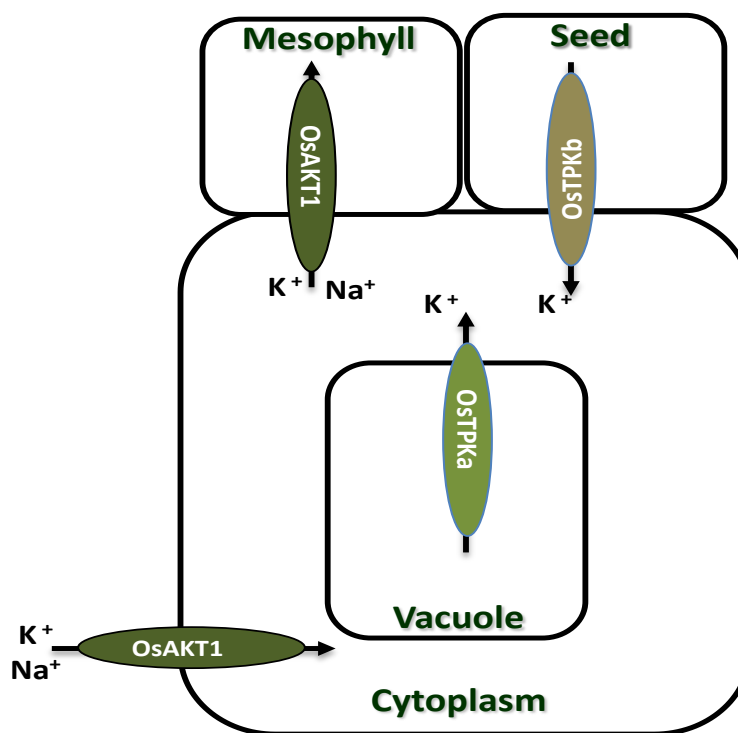 Mesophyll
Seed
OsAKT1
OsTPKb
K⁺ Na⁺
K⁺
K⁺
OsTPKa
Vacuole
K⁺
Na⁺
OsAKT1
Cytoplasm